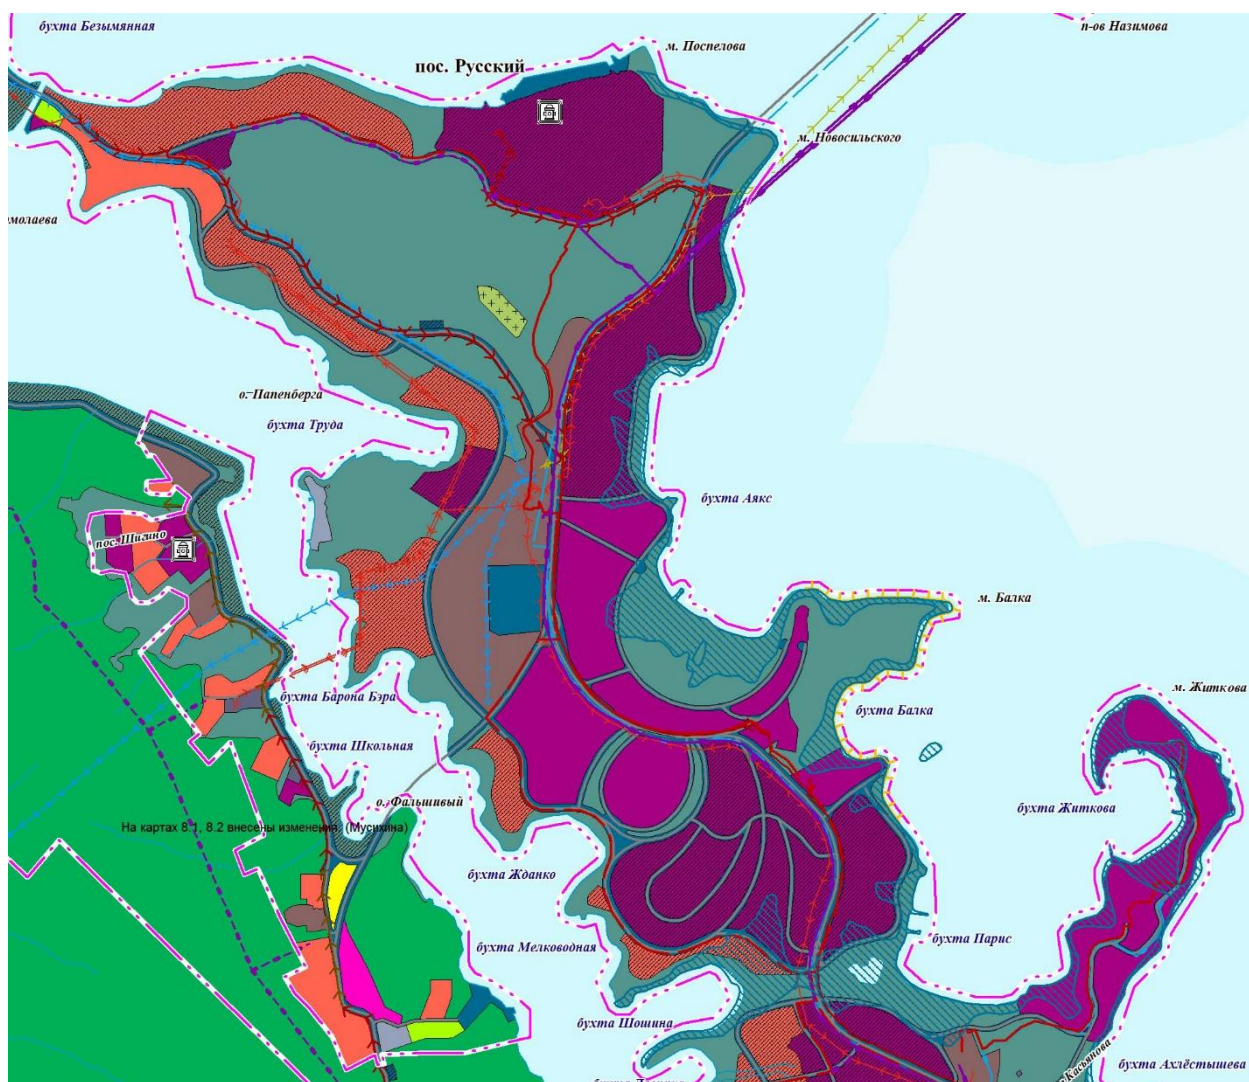 бухта Безымянная
п-ов Назимова
м. Поспелова
пос. Русский
м. Новосильского
о. Папенберга
бухта Труда
бухта Аякс
пос. Шигино
м. Балка
бухта Барона Бэра
м. Житкова
бухта Балка
бухта Школьная
о. Фальшивый
бухта Житкова
На картах 8.1, 8.2 внесены изменения. (Мусихина)
бухта Жданко
бухта Парис
бухта Мелководная
бухта Шошина
Касьянова
бухта Ахлёстышева